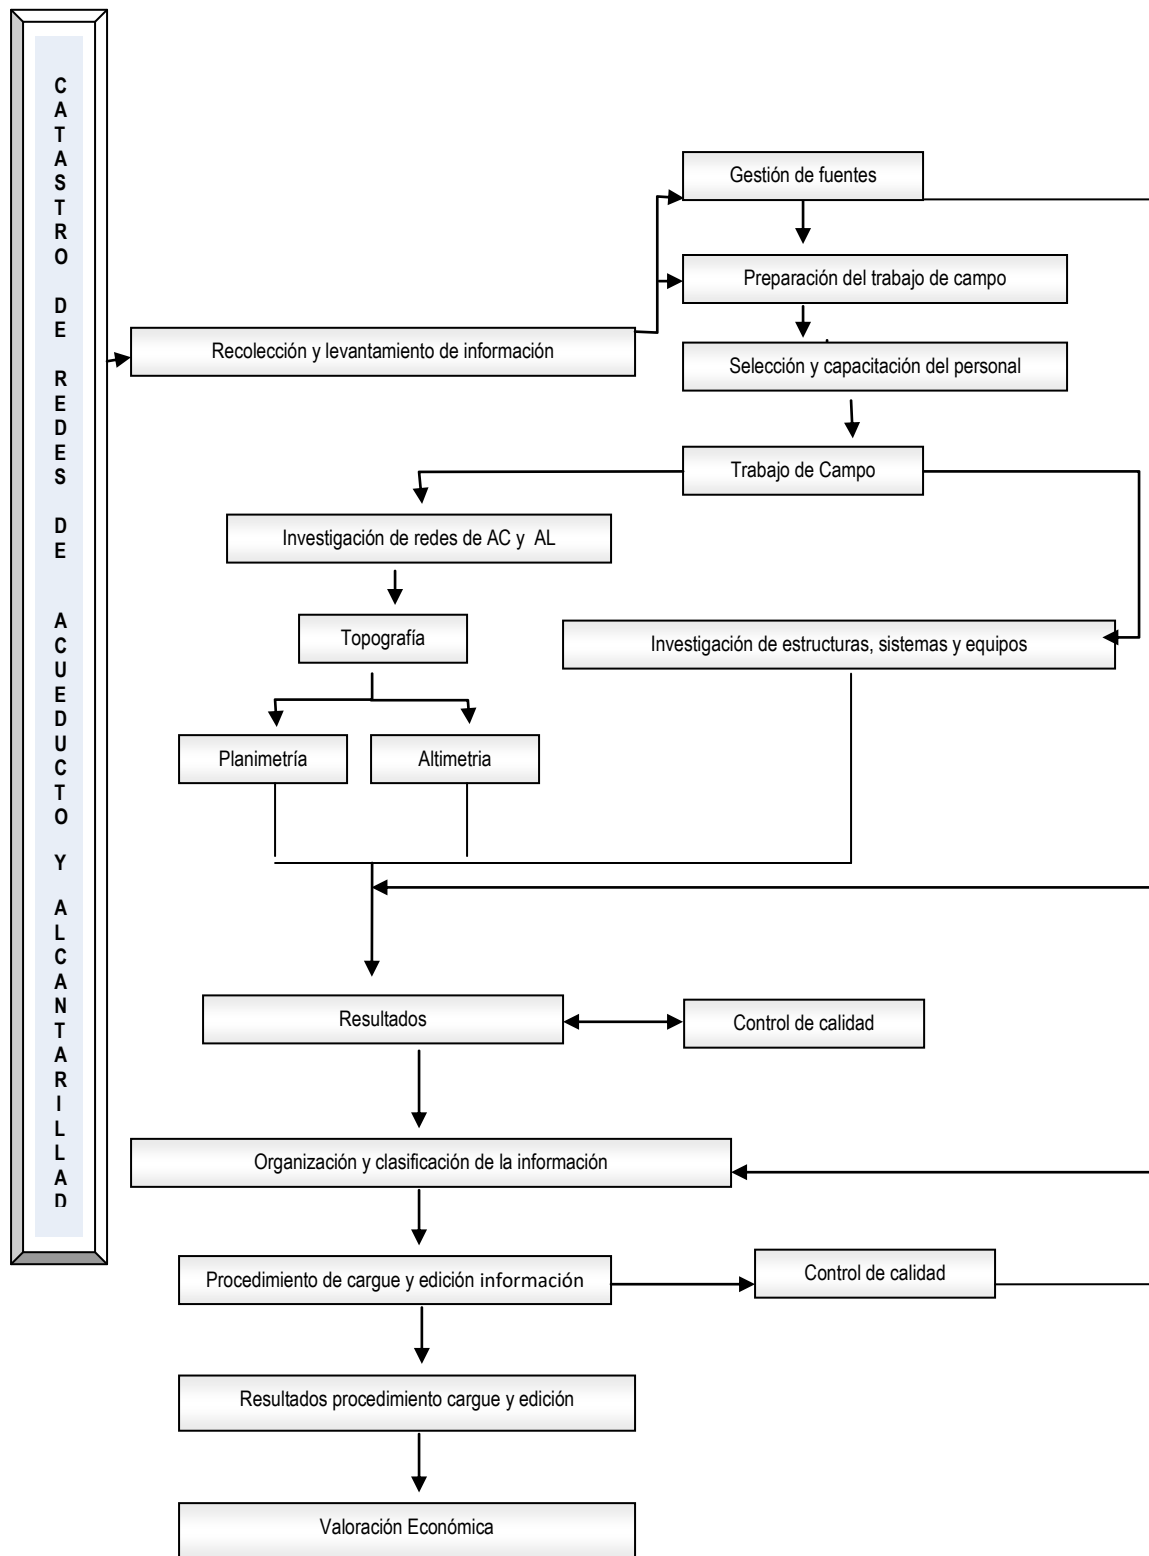 CATASTRO DE REDES DE ACUEDUCTO Y ALCANTARILLAD
Gestión de fuentes
Preparación del trabajo de campo
Recolección y levantamiento de información
Selección y capacitación del personal
Trabajo de Campo
Investigación de redes de AC y AL
Topografía
Investigación de estructuras, sistemas y equipos
Planimetría
Altimetria
Resultados
Control de calidad
Organización y clasificación de la información
Procedimiento de cargue y edición información
Control de calidad
Resultados procedimiento cargue y edición
Valoración Económica